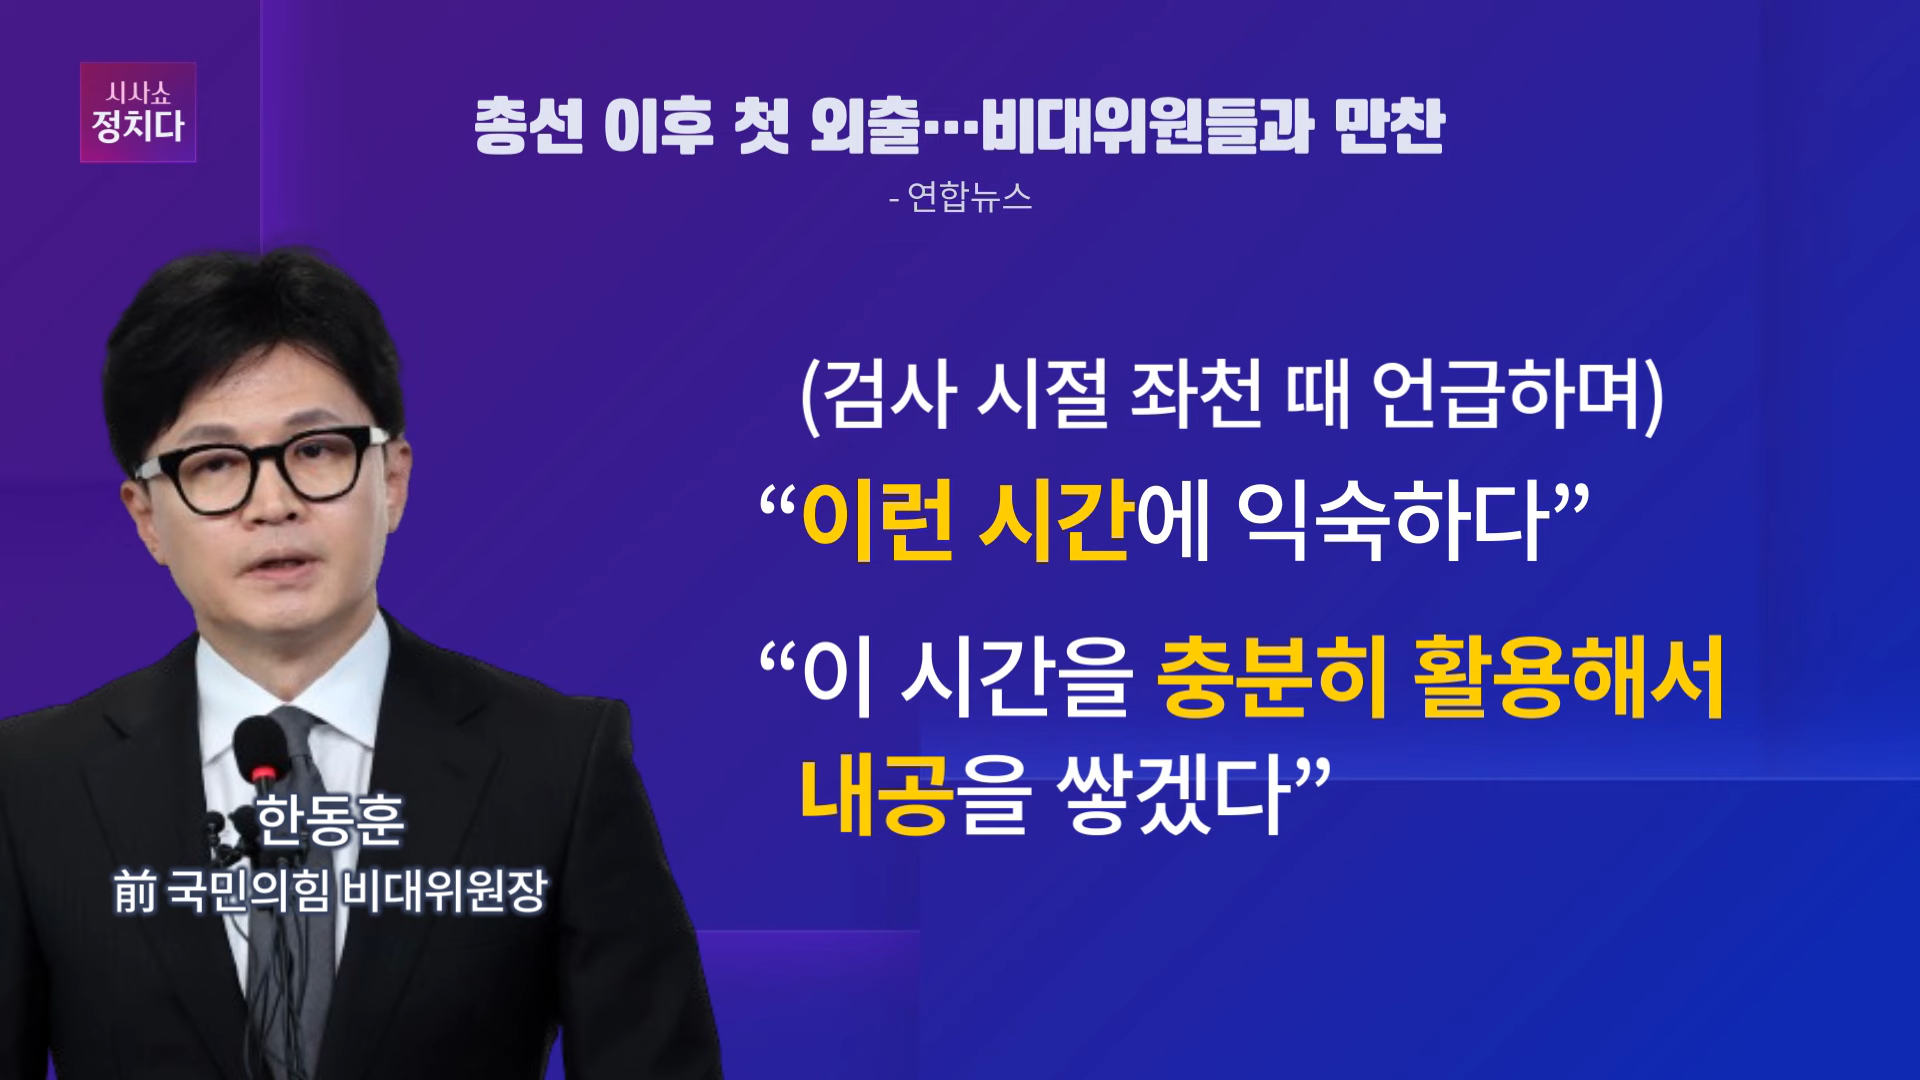 시사쇼
정치다
총선 이후 첫 외출…비대위원들과 만찬
- 연합뉴스
(검사 시절 좌천 때 언급하며)
“이런 시간에 익숙하다”
“이 시간을 충분히 활용해서
내공을 쌓겠다”
한동훈
前 국민의힘 비대위원장